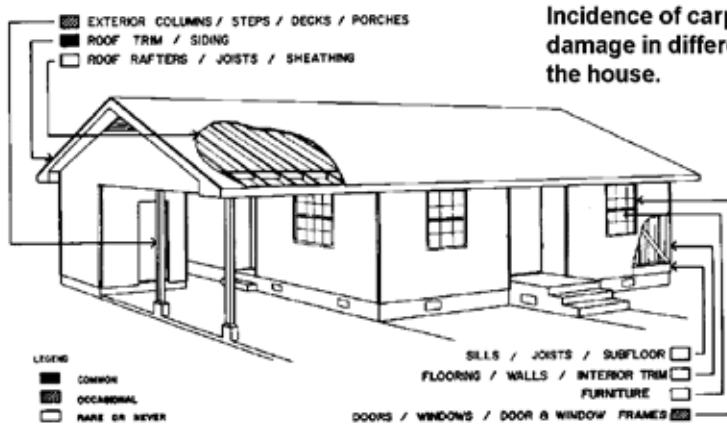 EXTERIOR COLUMNS / STEPS / DECKS / PORCHES
ROOF TRIM / SIDING
ROOF RAFTERS / JOISTS / SHEATHING
Incidence of carp
damage in differe
the house.
LEGEND
COMMON
OCCASIONAL
RARE OR NEVER
SILLS / JOISTS / SUBFLOOR
FLOORING / WALLS / INTERIOR TRIM
FURNITURE
DOORS / WINDOWS / DOOR & WINDOW FRAMES